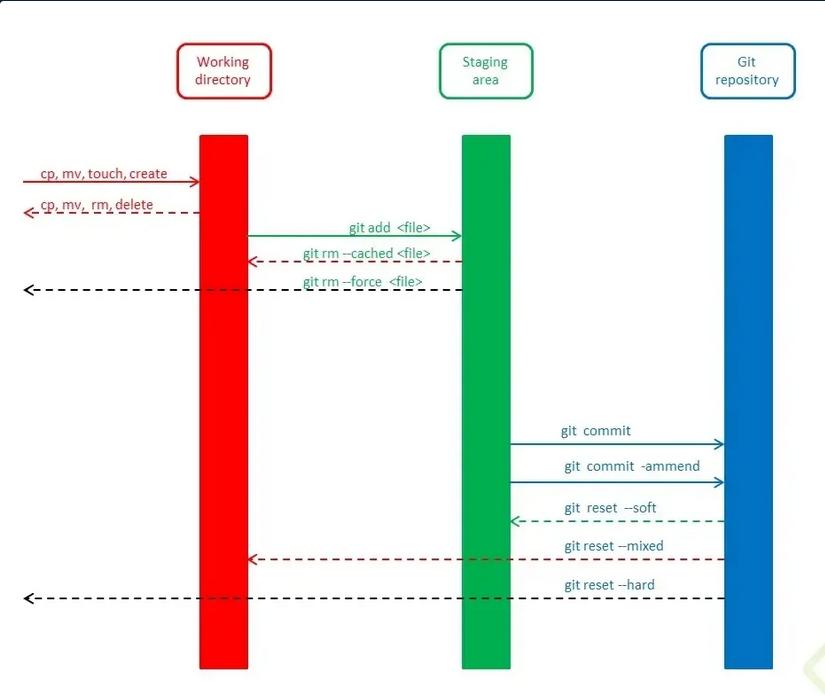 Working
directory
Staging
area
Git
repository
cp, mv, touch, create
cp, mv, rm, delete
git add <file>
git rm --cached <file>
git rm --force <file>
git commit
git commit -ammend
git reset --soft
git reset --mixed
git reset --hard